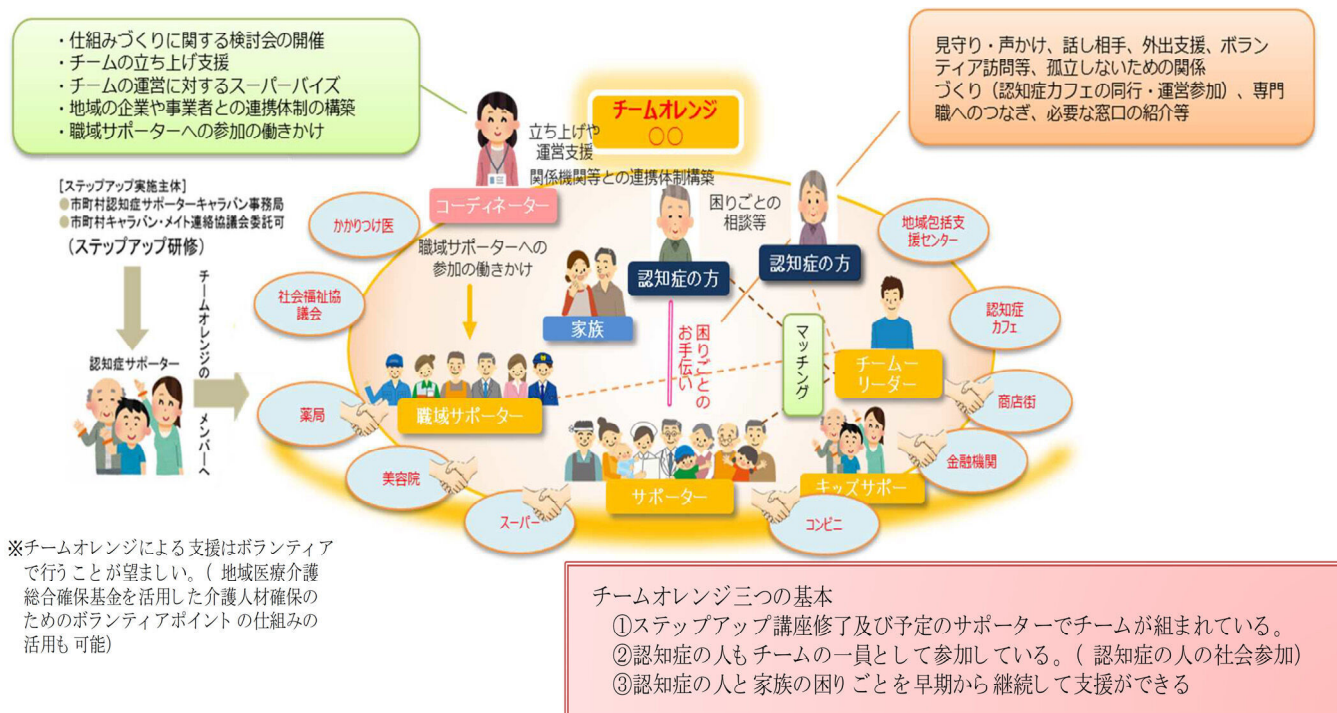 ・仕組みづくりに関する検討会の開催
・チームの立ち上げ支援
・チームの運営に対するスーパーバイズ
・地域の企業や事業者との連携体制の構築
・職域サポーターへの参加の働きかけ
チームオレンジ
〇〇
見守り・声かけ、話し相手、外出支援、ボラン
ティア訪問等、孤立しないための関係
づくり（認知症カフェの同行・運営参加）、専門
職へのつなぎ、必要な窓口の紹介等
立ち上げや
運営支援
関係機関等との連携体制構築
コーディネーター
[ステップアップ実施主体]
●市町村認知症サポーターキャラバン事務局
●市町村キャラバン・メイト連絡協議会委託可
（ステップアップ研修）
かかりつけ医
困りごとの
相談等
地域包括支
援センター
職域サポーターへの
参加の働きかけ
認知症の方
認知症の方
社会福祉協
議会
家族
認知症
カフェ
チームオレンジの
メンバーへ
困りごとの
お手伝い
マッチング
チームー
リーダー
認知症サポーター
薬局
職域サポーター
商店街
美容院
サポーター
キッズサポー
金融機関
スーパー
コンビニ
※チームオレンジによる支援はボランティア
で行うことが望ましい。( 地域医療介護
総合確保基金を活用した介護人材確保の
ためのボランティアポイントの仕組みの
活用も可能)
チームオレンジ三つの基本
①ステップアップ講座修了及び予定のサポーターでチームが組まれている。
②認知症の人もチームの一員として参加している。( 認知症の人の社会参加)
③認知症の人と家族の困りごとを早期から継続して支援ができる